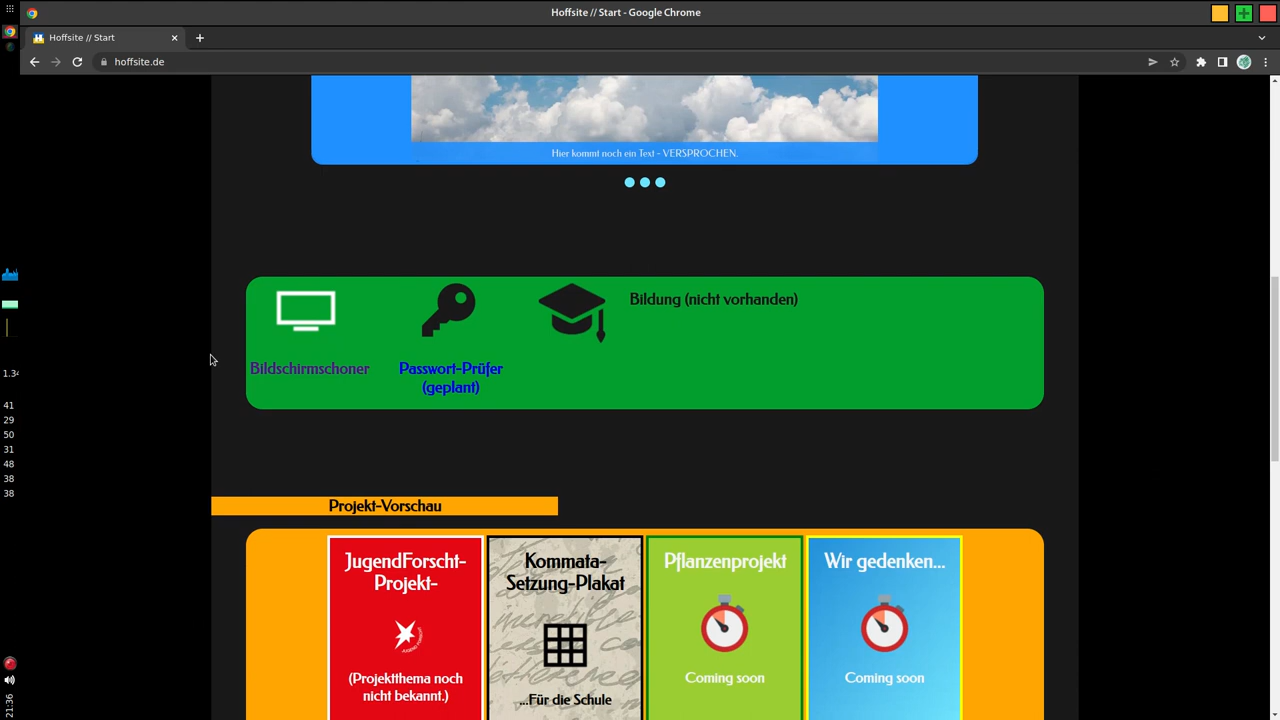 Hoffsite // Start - Google Chrome
Hoffsite // Start
hoffsite.de
Hier kommt noch ein Text - VERSPROCHEN.
Bildung (nicht vorhanden)
Bildschirmschoner
Passwort-Prüfer
(geplant)
Projekt-Vorschau
JugendForscht-
Projekt-
(Projektthema noch
nicht bekannt.)
Kommata-
Setzung-Plakat
...Für die Schule
Pflanzenprojekt
Coming soon
Wir gedenken...
Coming soon
41
29
50
31
48
38
38
21:36